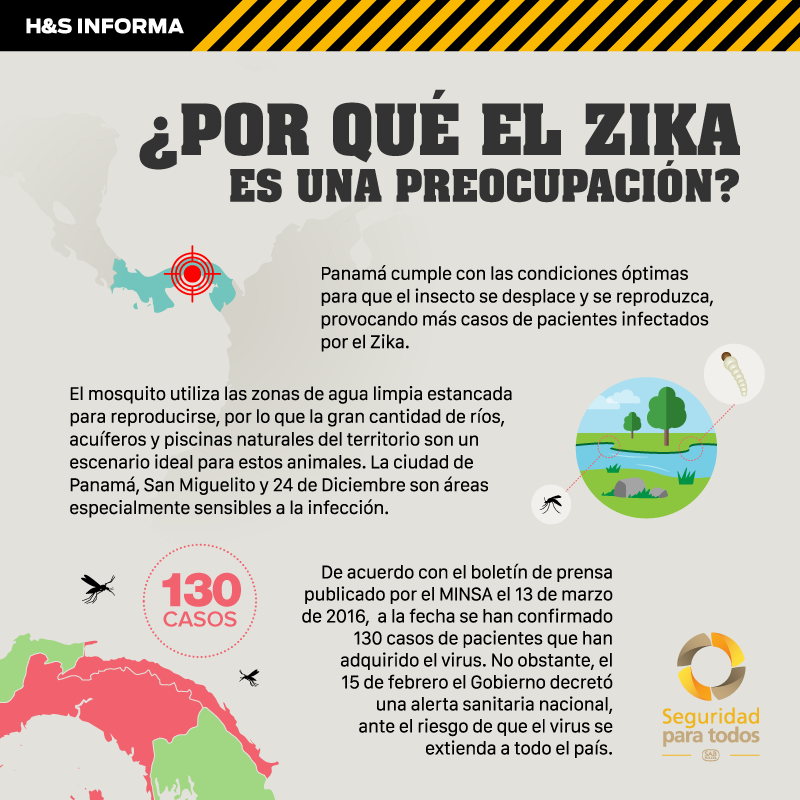 H&S INFORMA
¿POR QUÉ EL ZIKA
ES UNA PREOCUPACIÓN?
Panamá cumple con las condiciones óptimas
para que el insecto se desplace y se reproduzca,
provocando más casos de pacientes infectados
por el Zika.
El mosquito utiliza las zonas de agua limpia estancada
para reproducirse, por lo que la gran cantidad de ríos,
acuíferos y piscinas naturales del territorio son un
escenario ideal para estos animales. La ciudad de
Panamá, San Miguelito y 24 de Diciembre son áreas
especialmente sensibles a la infección.
130
CASOS
De acuerdo con el boletín de prensa
publicado por el MINSA el 13 de marzo
de 2016, a la fecha se han confirmado
130 casos de pacientes que han
adquirido el virus. No obstante, el
15 de febrero el Gobierno decretó
una alerta sanitaria nacional,
ante el riesgo de que el virus se
extienda a todo el país.
Seguridad
para todos